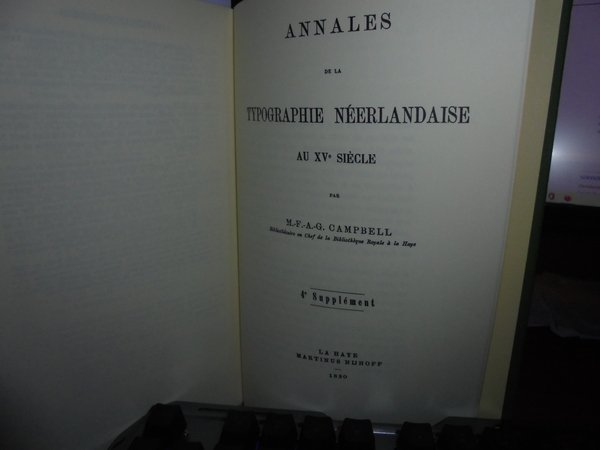 ANNALES
DE LA
TYPOGRAPHIE NÉERLANDAISE
AU XVe SIÈCLE
PAR
M.-F.-A.-G. CAMPBELL
Bibliothécaire en Chef de la Bibliothèque Royale à la Haye
4e Supplément
LA HAYE
MARTINUS NIJHOFF
1890